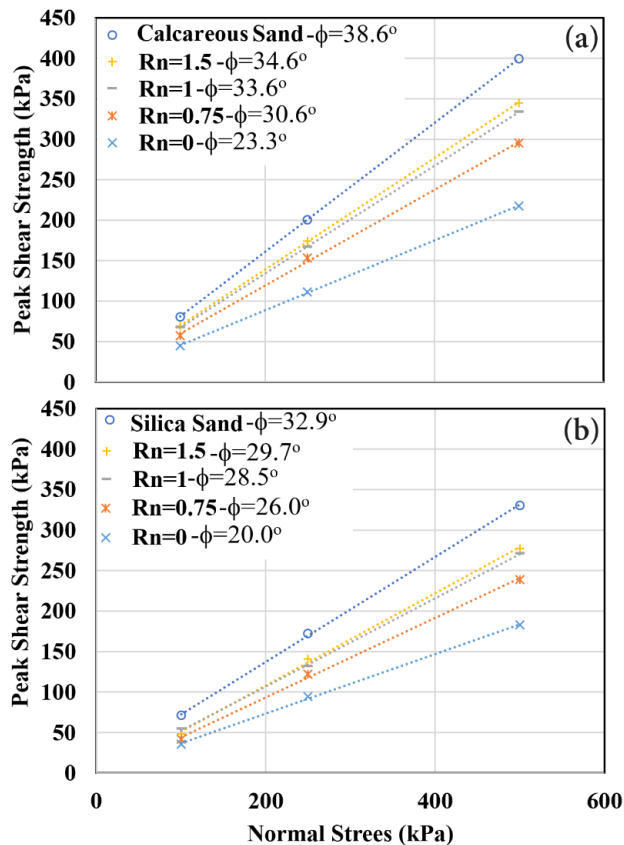 450
400
350
300
250
200
150
100
50
0
Peak Shear Strength (kPa)
(a)
Calcareous Sand -ϕ=38.6°
Rn=1.5 -ϕ=34.6°
Rn=1 -ϕ=33.6°
Rn=0.75-ϕ=30.6°
Rn=0 -ϕ=23.3°
450
400
350
300
250
200
150
100
50
0
Peak Shear Strength (kPa)
(b)
Silica Sand -ϕ=32.9°
Rn=1.5 -ϕ=29.7°
Rn=1-ϕ=28.5°
Rn=0.75 -ϕ=26.0°
Rn=0 -ϕ=20.0°
0 200 400 600
Normal Strees (kPa)